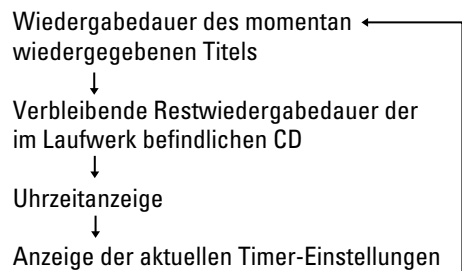 Wiedergabedauer des momentan
wiedergegebenen Titels
Verbleibende Restwiedergabedauer der
im Laufwerk befindlichen CD
Uhrzeitanzeige
Anzeige der aktuellen Timer-Einstellungen